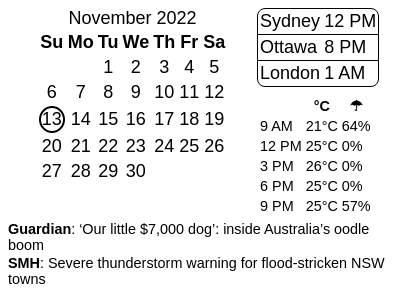 November 2022
Su Mo Tu We Th Fr Sa
1 2 3 4 5
6 7 8 9 10 11 12
13 14 15 16 17 18 19
20 21 22 23 24 25 26
27 28 29 30
Sydney 12 PM
Ottawa 8 PM
London 1 AM
°C ☂
9 AM 21°C 64%
12 PM 25°C 0%
3 PM 26°C 0%
6 PM 25°C 0%
9 PM 25°C 57%
Guardian: ‘Our little $7,000 dog’: inside Australia’s oodle
boom
SMH: Severe thunderstorm warning for flood-stricken NSW
towns